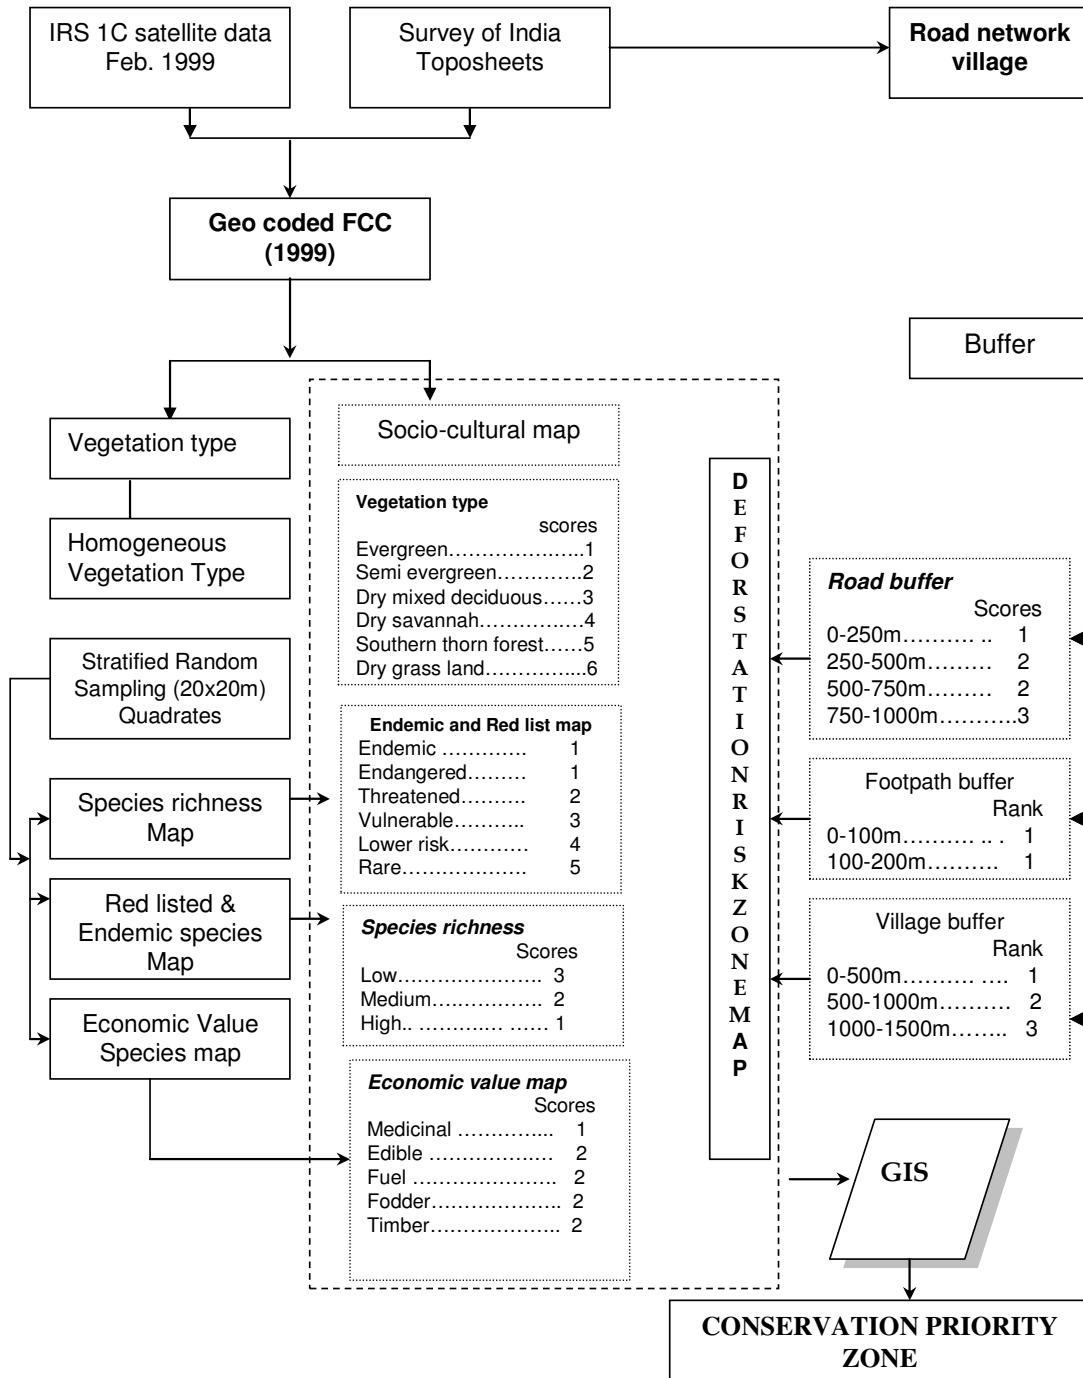 IRS 1C satellite data
Feb. 1999
Survey of India
Toposheets
Road network
village
Geo coded FCC
(1999)
Buffer
Vegetation type
Homogeneous
Vegetation Type
Stratified Random
Sampling (20x20m)
Quadrates
Species richness
Map
Red listed &
Endemic species
Map
Economic Value
Species map
Socio-cultural map
Vegetation type
scores
Evergreen…………………..1
Semi evergreen………….2
Dry mixed deciduous……3
Dry savannah……………..4
Southern thorn forest……5
Dry grass land…………....6
Endemic and Red list map
Endemic …………. 1
Endangered……… 1
Threatened………. 2
Vulnerable……….. 3
Lower risk………… 4
Rare………………. 5
Species richness
Scores
Low…………………. 3
Medium……………. 2
High.. ………… …… 1
Economic value map
Scores
Medicinal …………... 1
Edible ……………… 2
Fuel ………………… 2
Fodder……………….. 2
Timber……………….. 2
DEFORSTATIONRISKZONEMAP
Road buffer
Scores
0-250m………. .. 1
250-500m……… 2
500-750m……… 2
750-1000m………..3
Footpath buffer
Rank
0-100m………. .. . 1
100-200m……….. 1
Village buffer
Rank
0-500m………. …. 1
500-1000m………. 2
1000-1500m…….. 3
GIS
CONSERVATION PRIORITY
ZONE